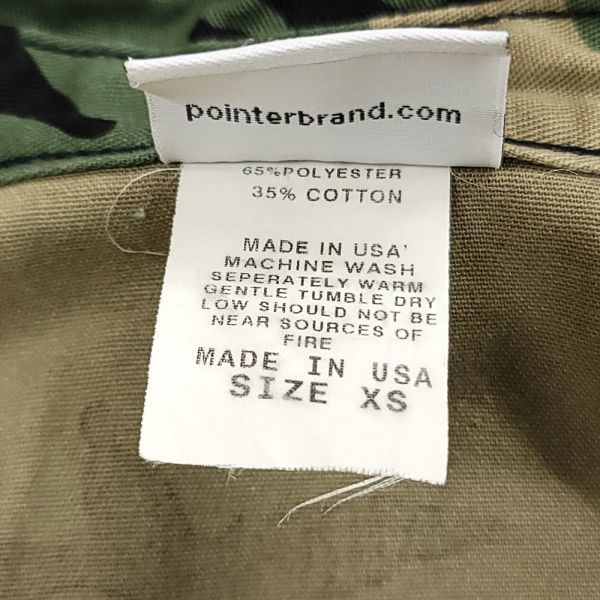 pointerbrand.com
65%POLYESTER
35% COTTON
MADE IN USA'
MACHINE WASH
SEPERATELY WARM
GENTLE TUMBLE DRY
LOW SHOULD NOT BE
NEAR SOURCES OF
FIRE
MADE IN USA
SIZE XS